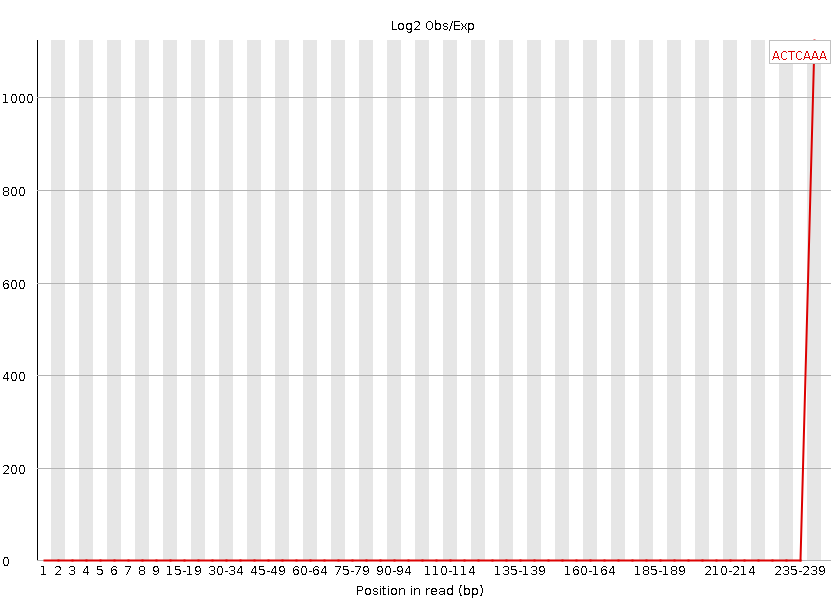 Log2 Obs/Exp
ACTCAAA
1000
800
600
400
200
0
1 2 3 4 5 6 7 8 9 15-19 30-34 45-49 60-64 75-79 90-94 110-114 135-139 160-164 185-189 210-214 235-239
Position in read (bp)